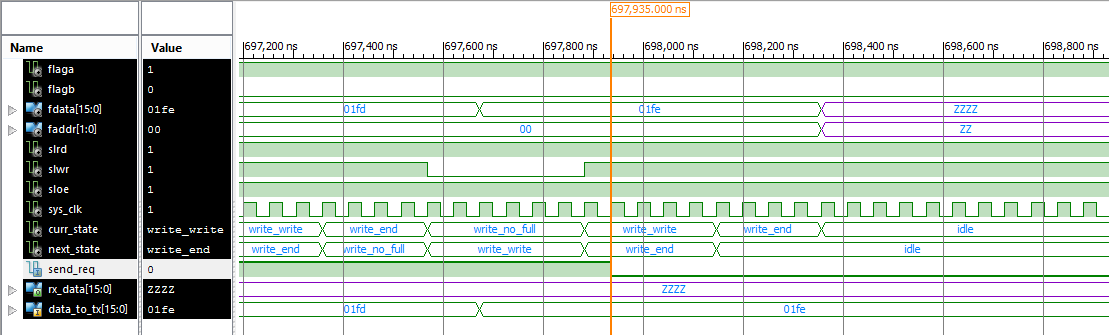 697,935.000 ns
Name Value 697,200 ns 697,400 ns 697,600 ns 697,800 ns 698,000 ns 698,200 ns 698,400 ns 698,600 ns 698,800 ns
flaga 1
flagb 0
fdata[15:0] 01fe 01fd 01fe ZZZZ
faddr[1:0] 00 00 ZZ
slrd 1
slwr 1
sloe 1
sys_clk 1
curr_state write_write write_write write_end write_no_full write_write write_end idle
next_state write_end write_end write_no_full write_write write_end idle
send_req 0
rx_data[15:0] ZZZZ ZZZZ
data_to_tx[15:0] 01fe 01fd 01fe